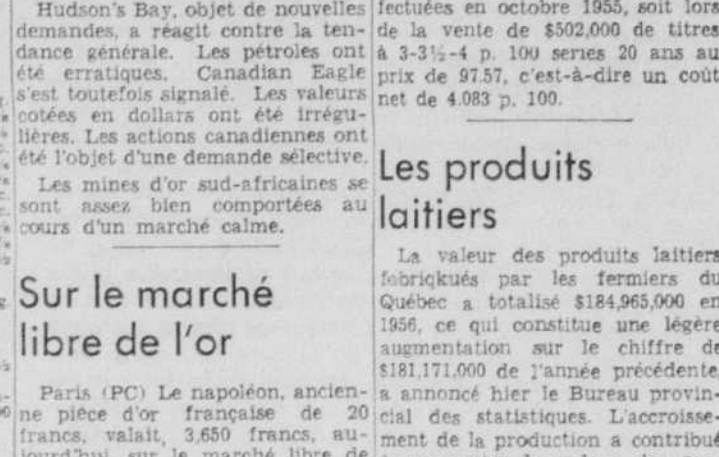 Hudson's Bay, objet de nouvelles
demandes, a réagit contre la ten-
dance générale. Les pétroles ont
été erratiques. Canadian Eagle
s'est toutefois signalé. Les valeurs
cotées en dollars ont été irrégu-
lières. Les actions canadiennes ont
été l'objet d'une demande sélective.
Les mines d'or sud-africaines se
sont assez bien comportées au
cours d'un marché calme.
Sur le marché
libre de l'or
Paris (PC) Le napoléon, ancien-
ne pièce d'or française de 20
francs, valait, 3,650 francs, au-
jourd'hui, sur le marché libre de
fectuées en octobre 1955, soit lors
de la vente de $502,000 de titres
à 3-3½-4 p. 100 series 20 ans au
prix de 97.57, c'est-à-dire un coût
net de 4.083 p. 100.
Les produits
laitiers
La valeur des produits laitiers
fabriqkués par les fermiers du
Québec a totalisé $184,965,000 en
1956, ce qui constitue une légère
augmentation sur le chiffre de
$181,171,000 de l'année précédente,
a annoncé hier le Bureau provin-
cial des statistiques. L'accroisse-
ment de la production a contribué